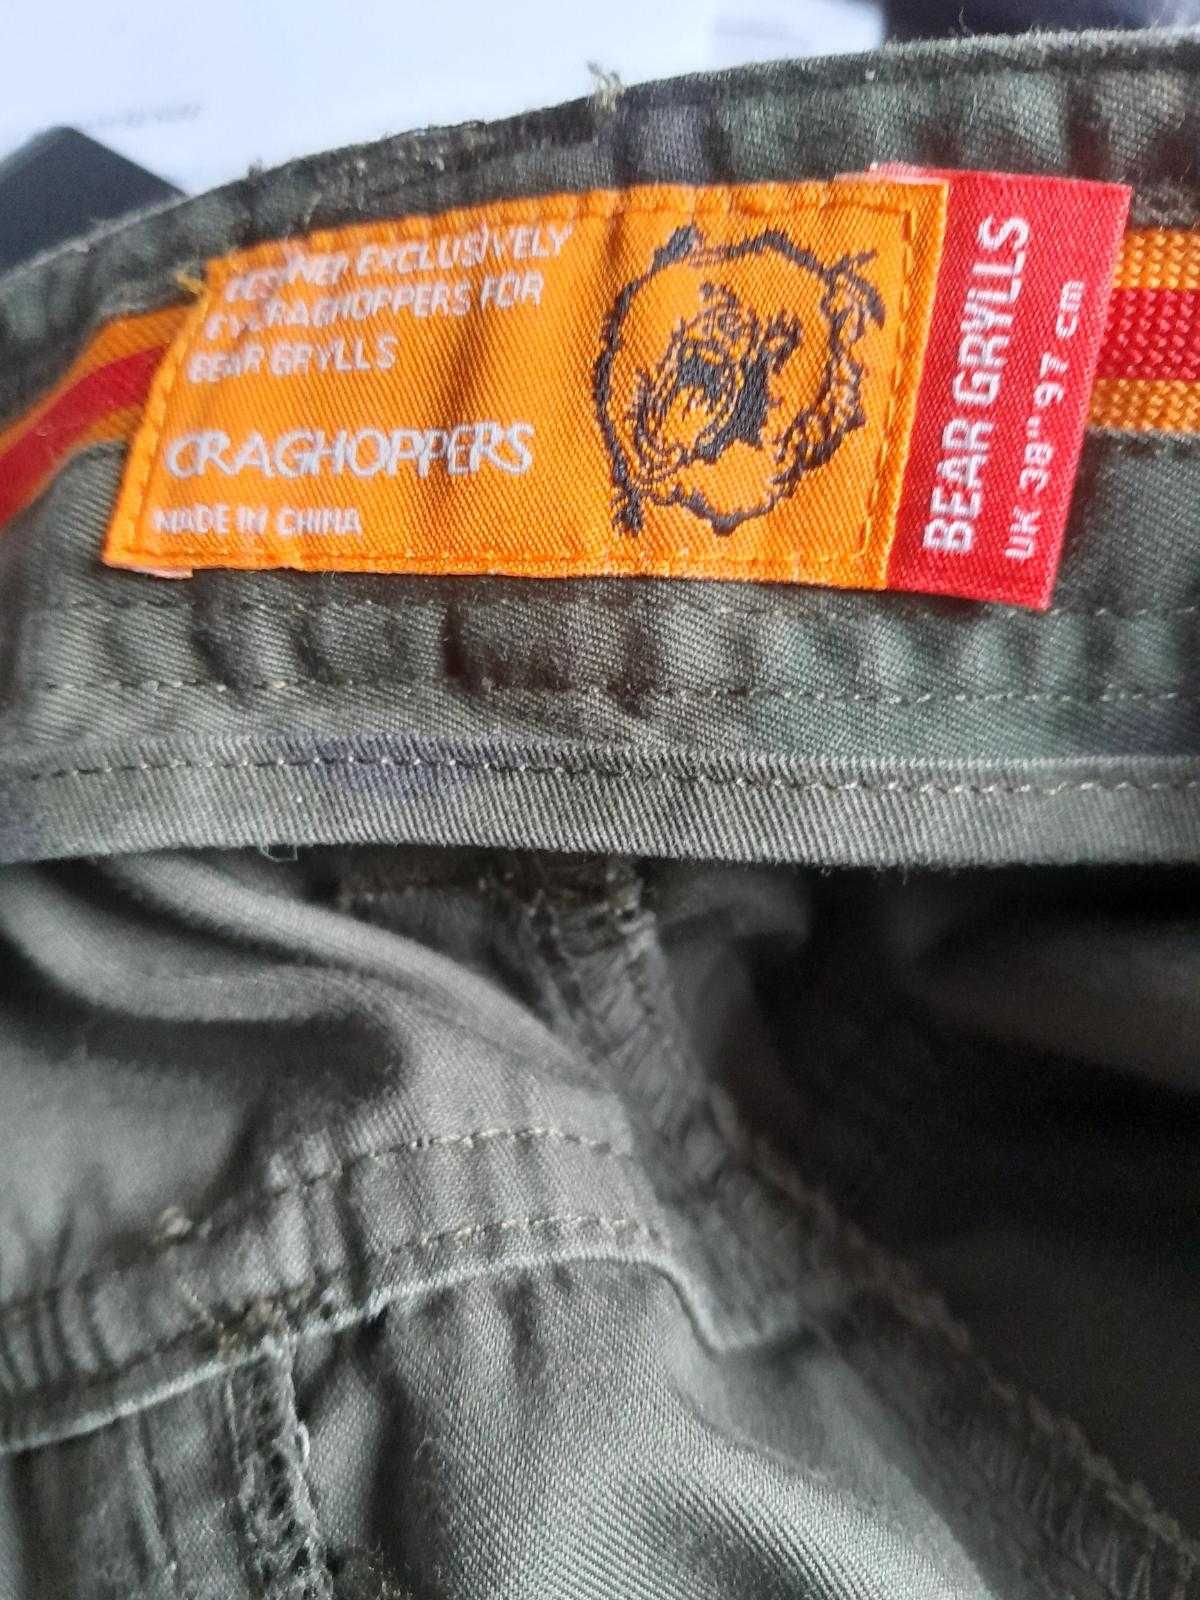 DESIGNED EXCLUSIVELY
BY CRAGHOPPERS FOR
BEAR GRYLLS
CRAGHOPPERS
MADE IN CHINA
BEAR GRYLLS
UK 38" 97 cm